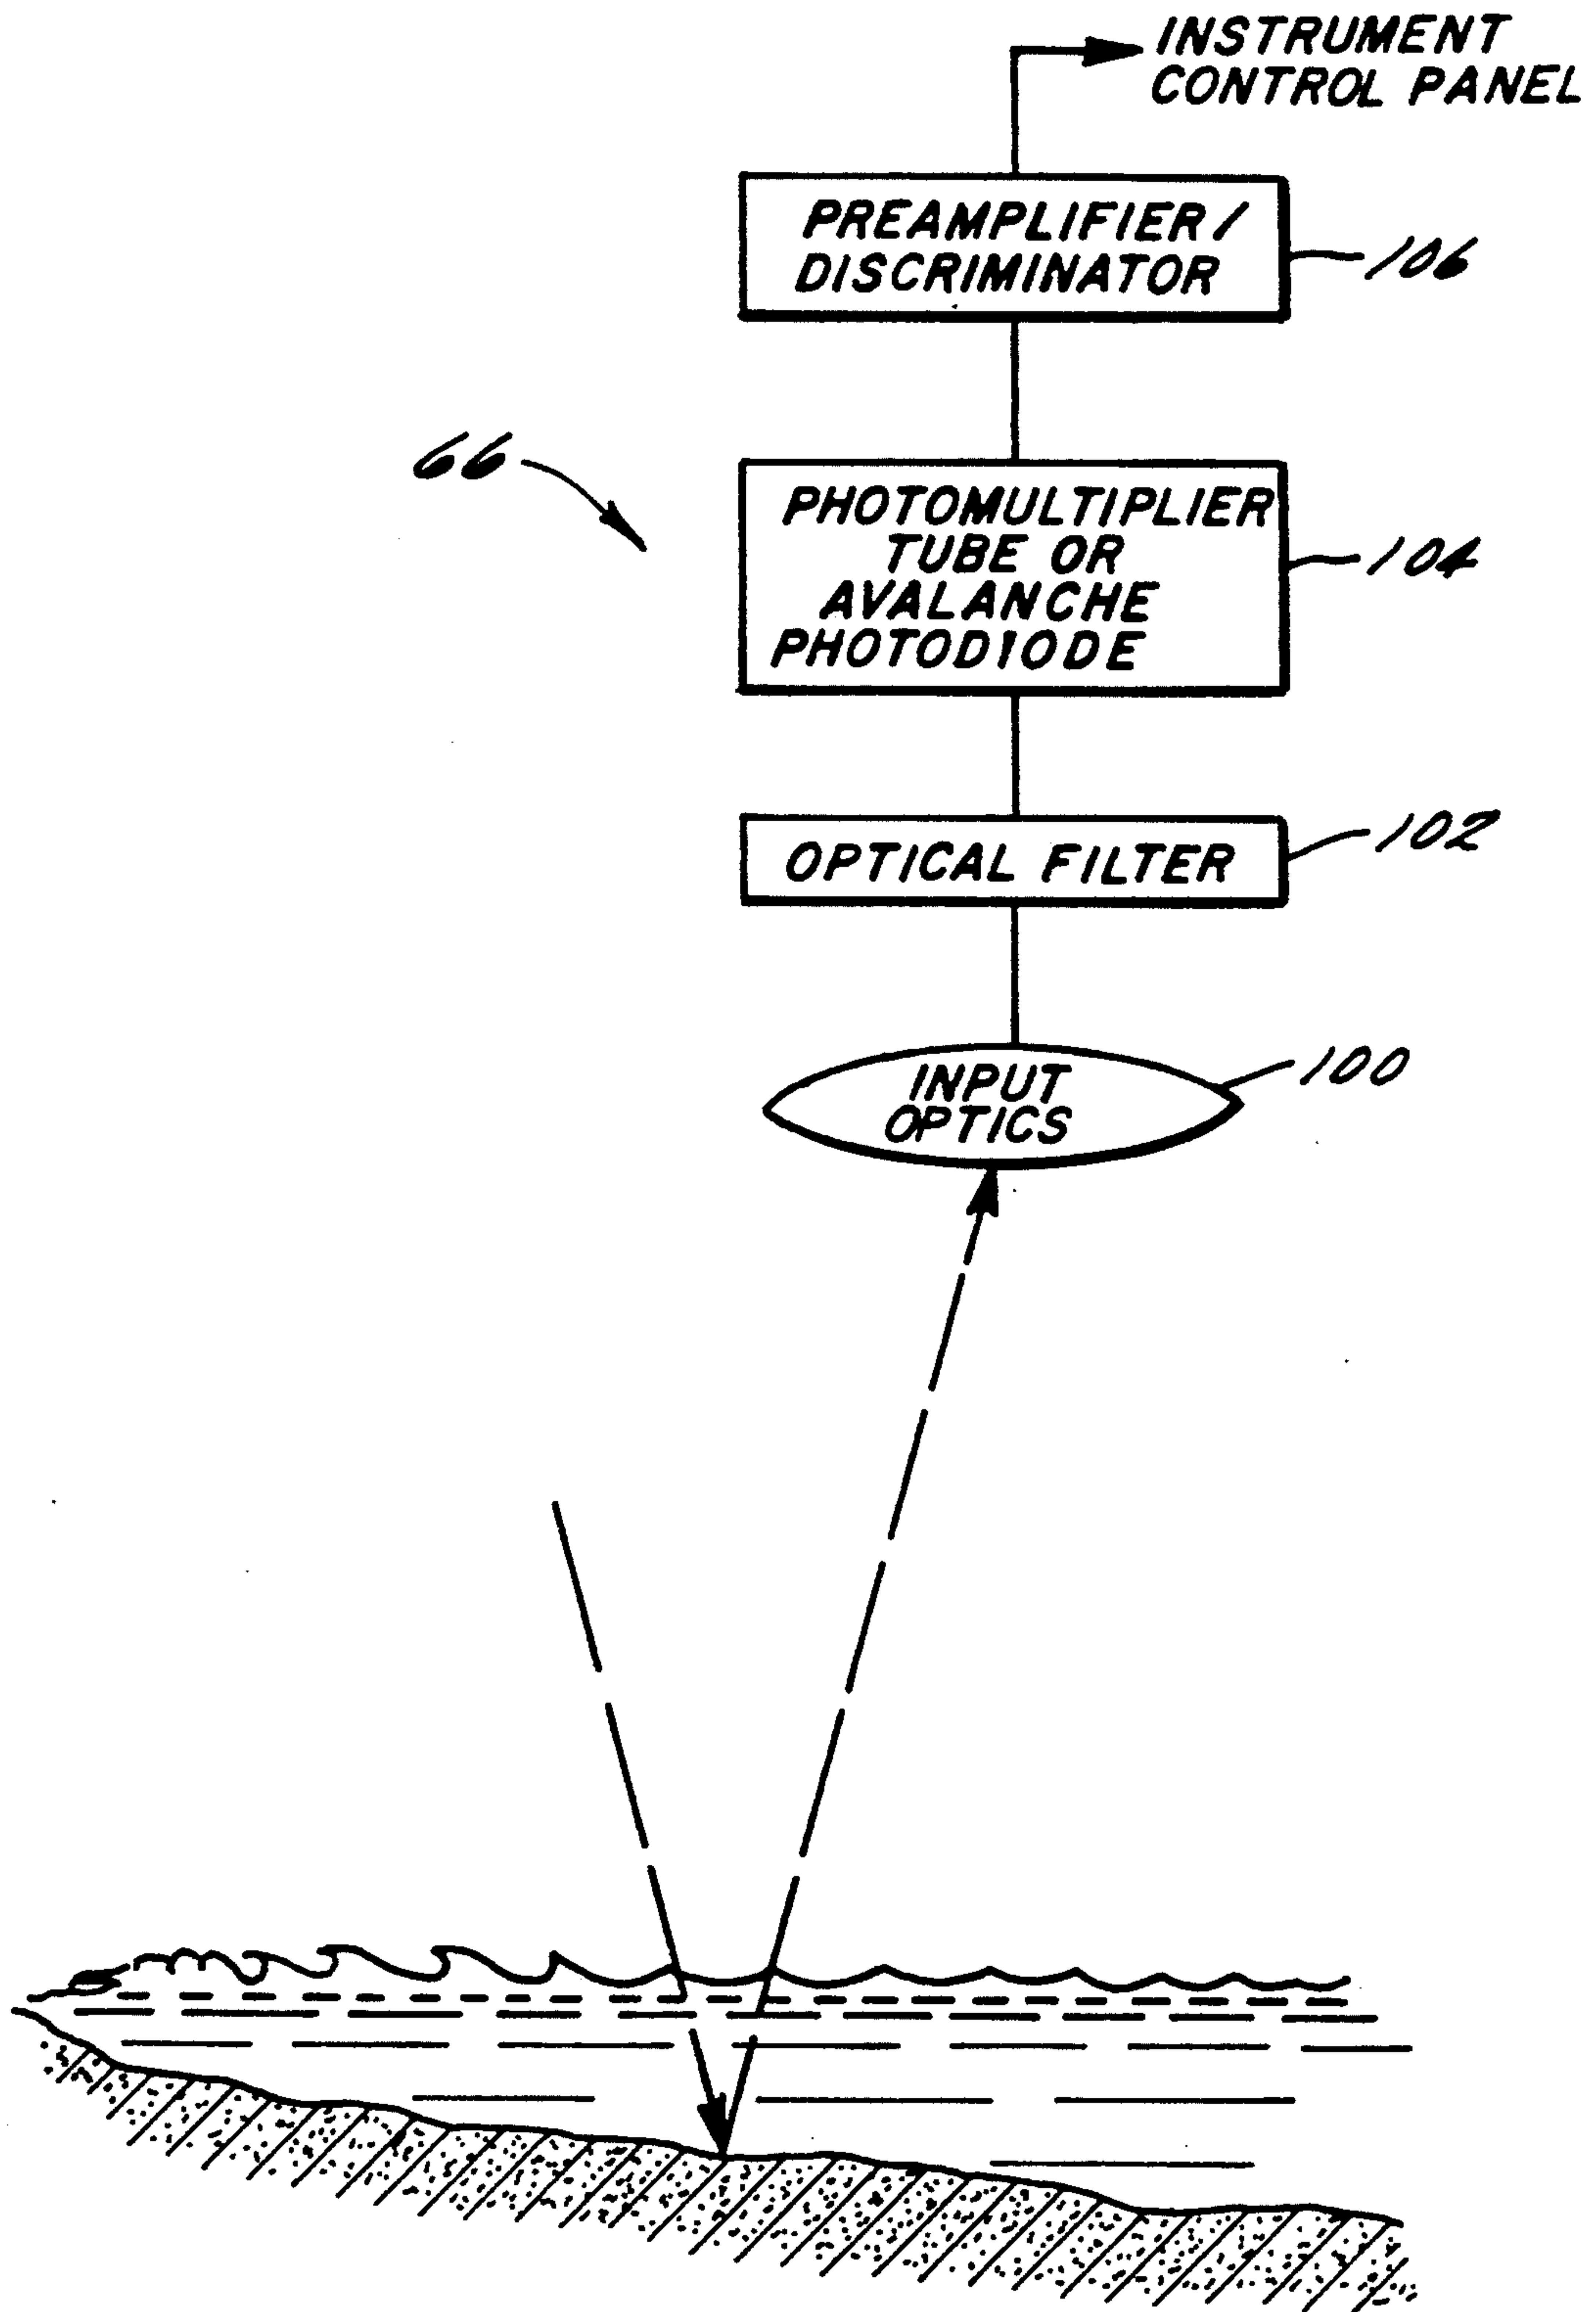 INSTRUMENT
CONTROL PANEL
PREAMPLIFIER/
DISCRIMINATOR
106
66
PHOTOMULTIPLIER
TUBE OR
AVALANCHE
PHOTODIODE
104
OPTICAL FILTER
102
INPUT
OPTICS
100